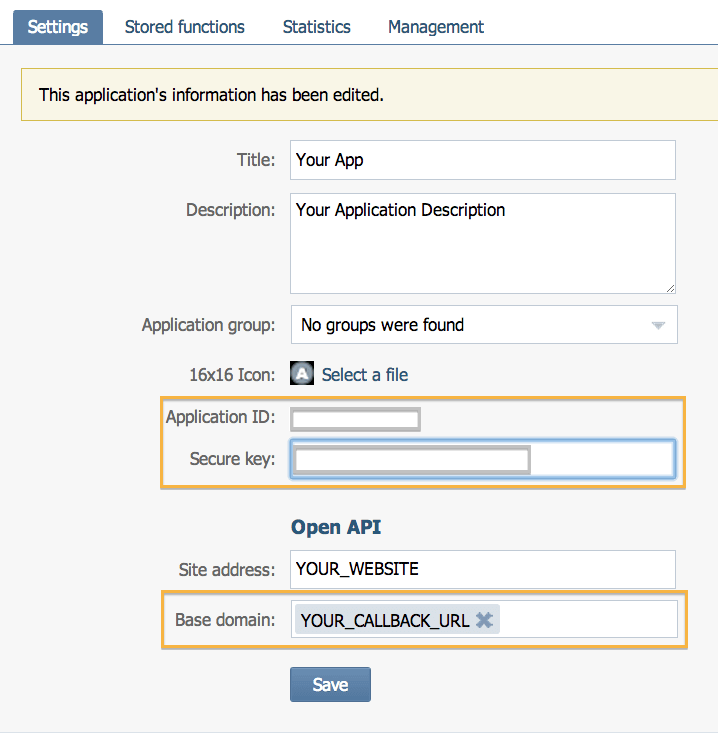 Settings Stored functions Statistics Management
This application's information has been edited.
Title: Your App
Description: Your Application Description
Application group: No groups were found
16x16 Icon: A Select a file
Application ID:
Secure key:
Open API
Site address: YOUR_WEBSITE
Base domain: YOUR_CALLBACK_URL
Save